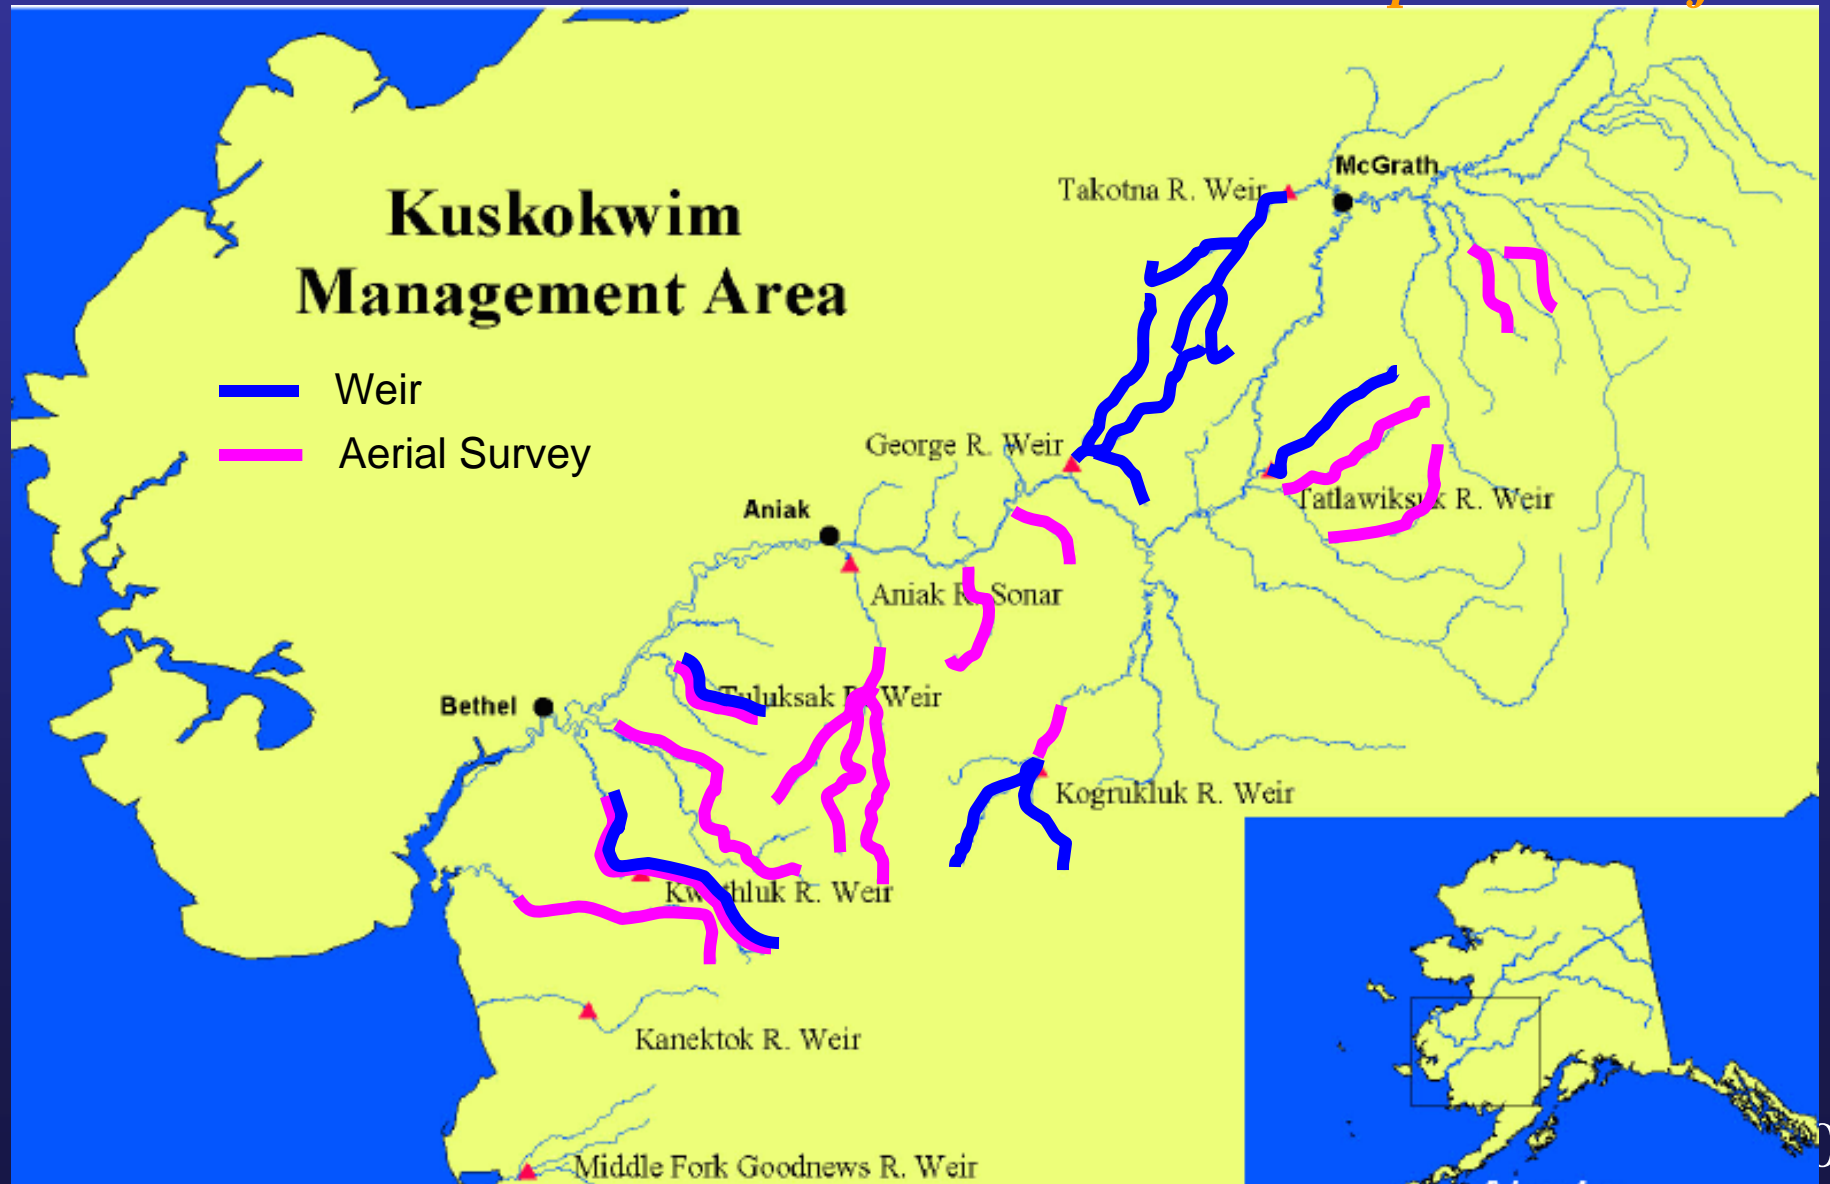 McGrath
Takotna R. Weir
Kuskokwim
Management Area
Weir
Aerial Survey
George R. Weir
Tatlawiksuk R. Weir
Aniak
Aniak R. Sonar
Tuluksak R. Weir
Bethel
Kogrukluk R. Weir
Kwethluk R. Weir
Kanektok R. Weir
Middle Fork Goodnews R. Weir